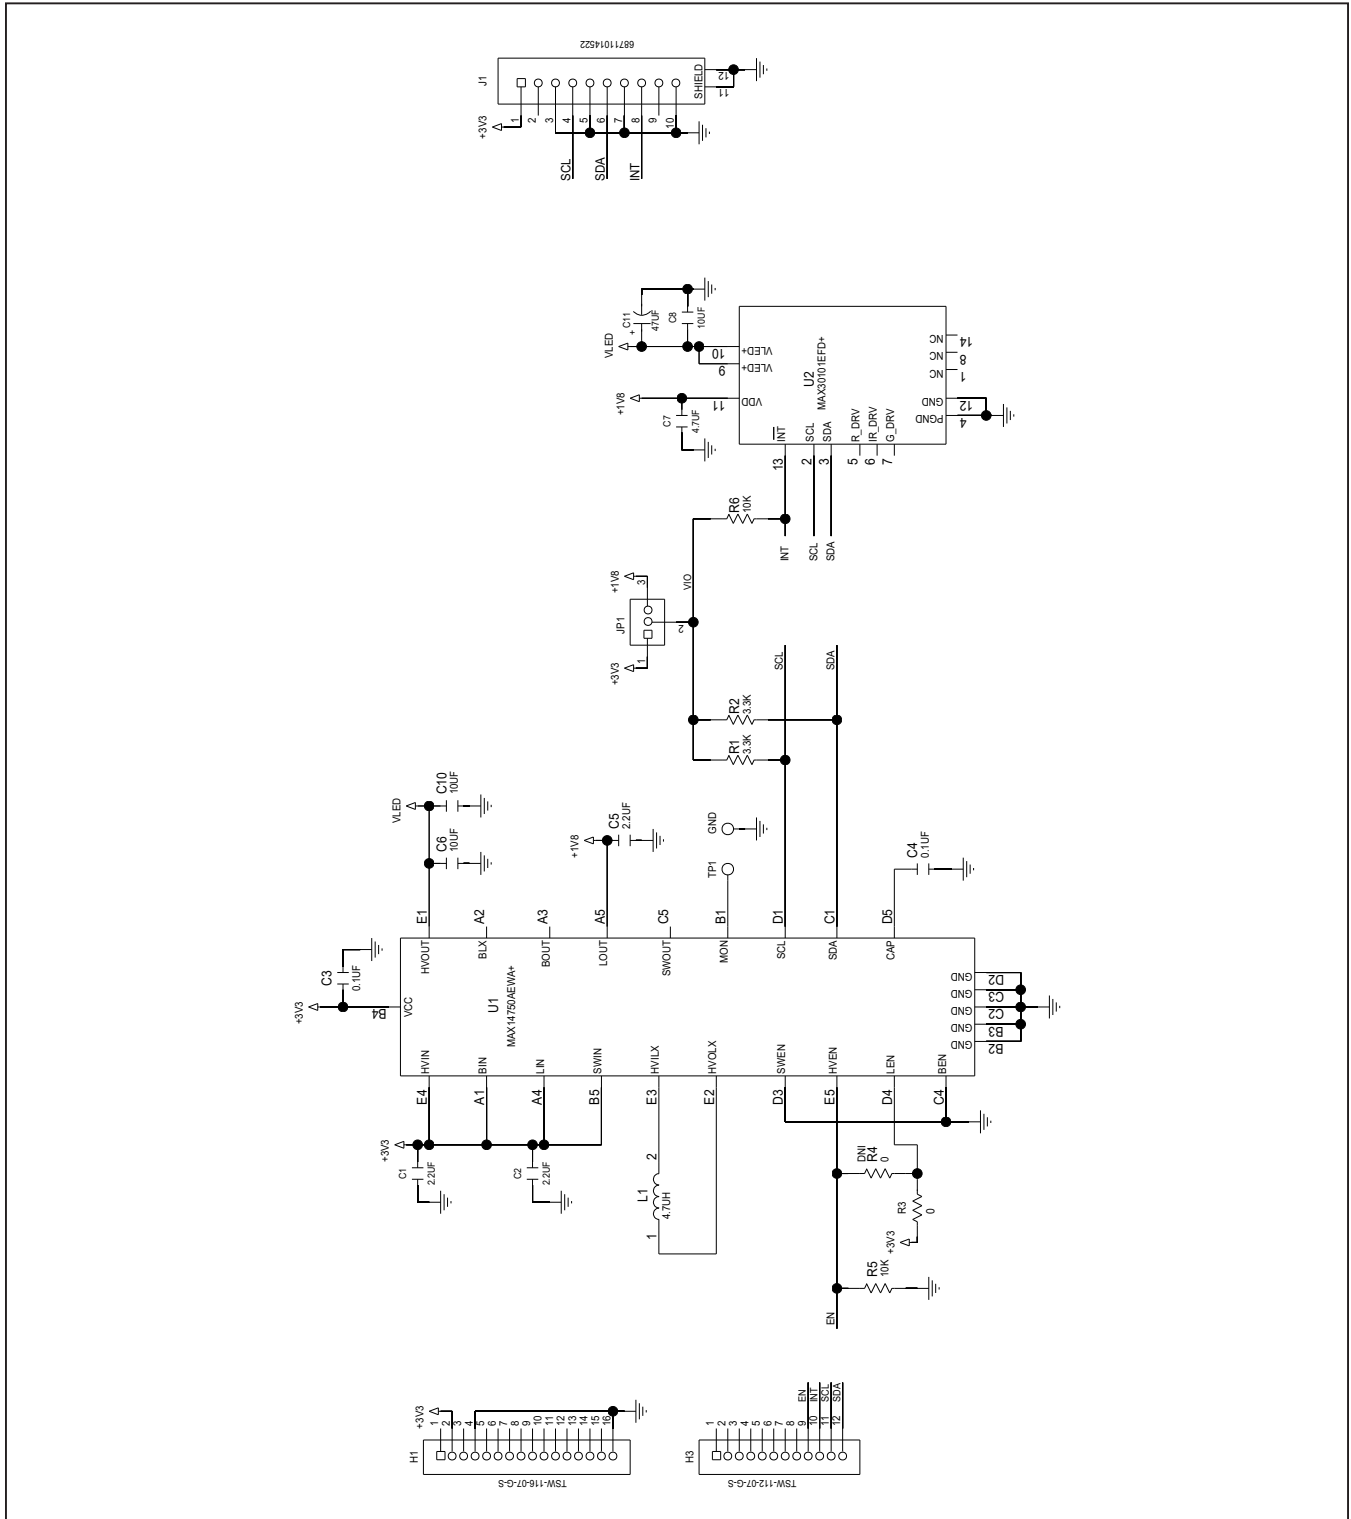 68711014522
J1
SHIELD
12
11
1
2
3
4
5
6
7
8
9
10
+3V3
SCL
SDA
INT
VLED
C11
47UF
+
C8
10UF
10
9
VLED+
VLED+
+1V8
C7
4.7UF
11
VDD
U2
MAX30101EFD+
NC
14
NC
8
NC
1
GND
12
PGND
4
INT
13
SCL
2
SDA
3
R_DRV
5
IR_DRV
6
G_DRV
7
R6
10K
INT
SCL
SDA
+1V8
3
VIO
JP1
2
1
+3V3
SCL
SDA
R2
3.3K
R1
3.3K
VLED
C10
10UF
C6
10UF
+1V8
C5
2.2UF
GND
TP1
C4
0.1UF
E1
A2
A3
A5
C5
B1
D1
C1
D5
HVOUT
BLX
BOUT
LOUT
SWOUT
MON
SCL
SDA
CAP
C3
0.1UF
+3V3
B4
VCC
U1
MAX14750AEWA+
GND
D2
GND
C3
GND
C2
GND
B3
GND
B2
HVIN
BIN
LIN
SWIN
HVILX
HVOLX
SWEN
HVEN
LEN
BEN
E4
A1
A4
B5
E3
E2
D3
E5
D4
C4
+3V3
C1
2.2UF
C2
2.2UF
2
L1
4.7UH
1
DNI
R4
0
R3
0
+3V3
R5
10K
EN
+3V3
H1
1
2
3
4
5
6
7
8
9
10
11
12
13
14
15
16
TSW-116-07-G-S
H3
1
2
3
4
5
6
7
8
9
10
11
12
EN
INT
SCL
SDA
TSW-112-07-G-S